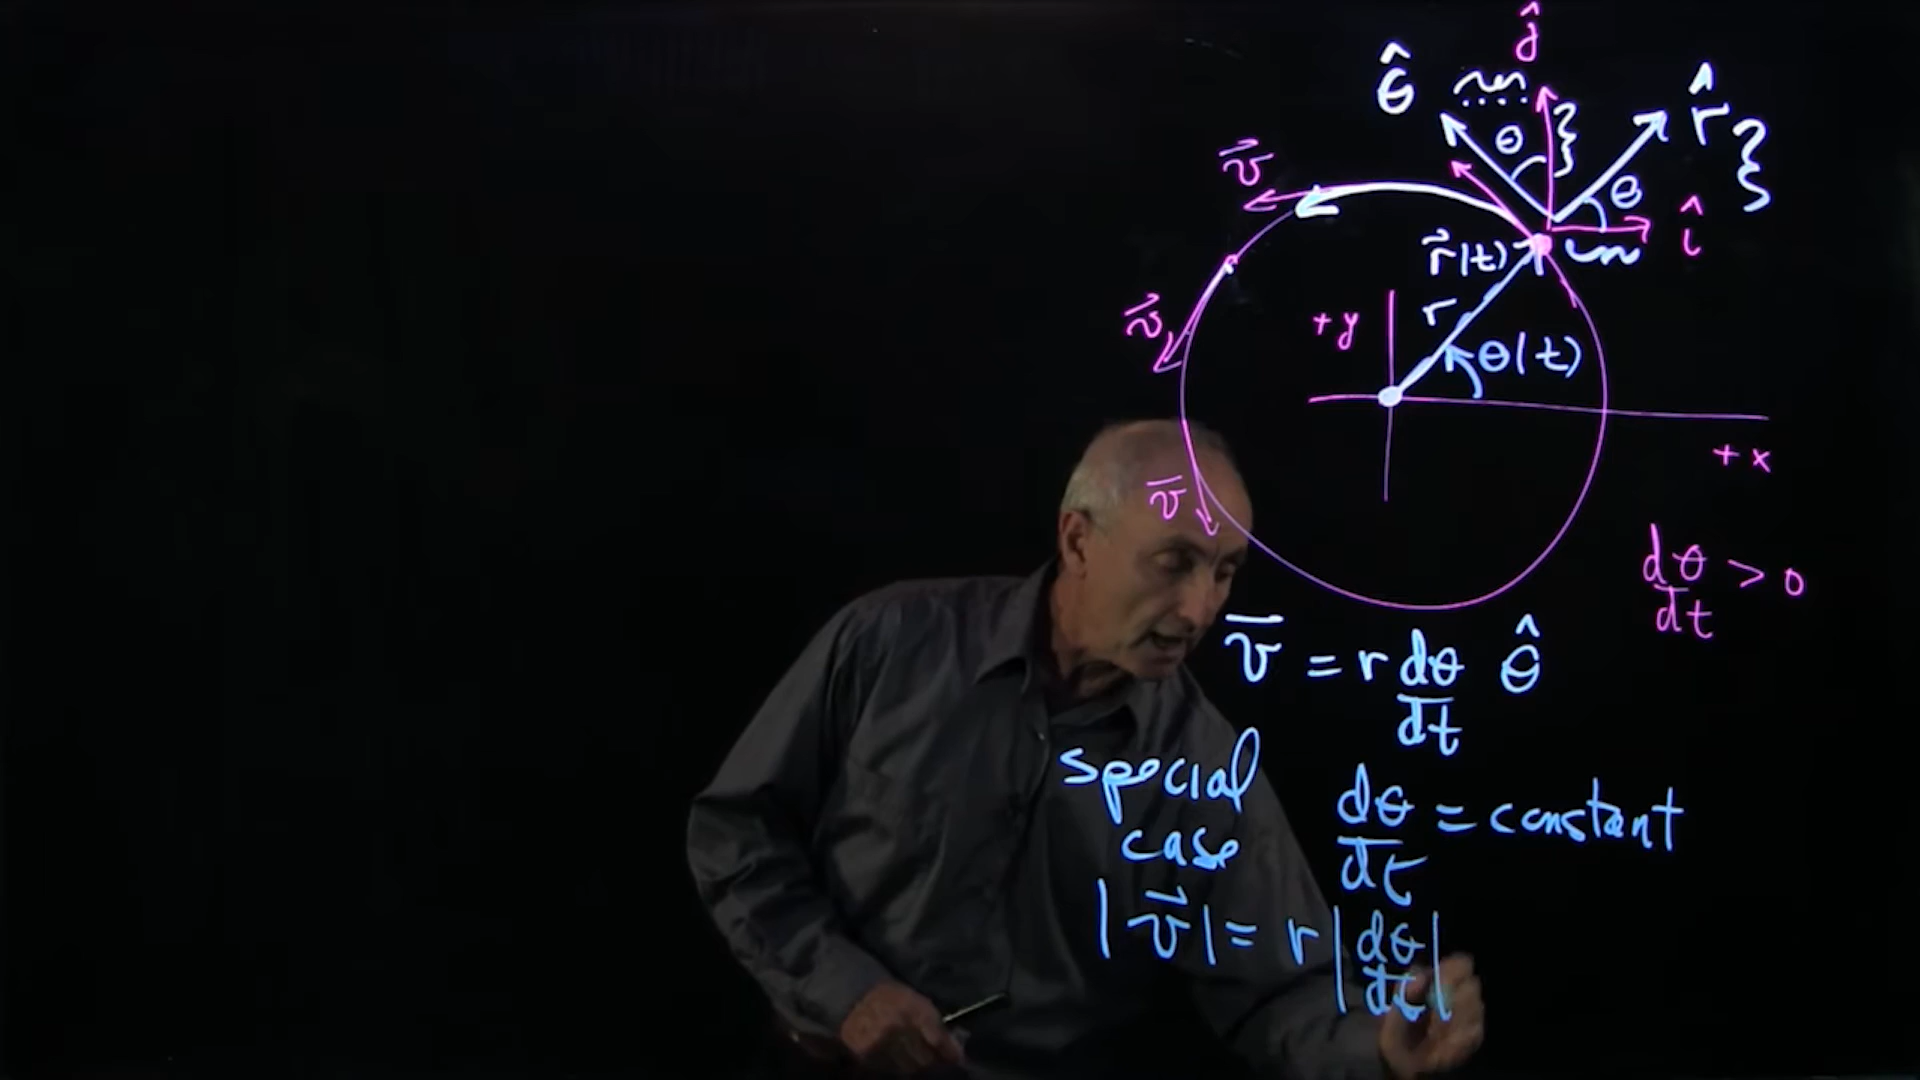 ĵ
θ̂
r̂
θ
θ
v⃗
î
r⃗(t)
r
+y
θ(t)
v⃗
+x
v⃗
dθ/dt > 0
v⃗ = r dθ/dt θ̂
special case
dθ/dt = constant
|v⃗| = r |dθ/dt|